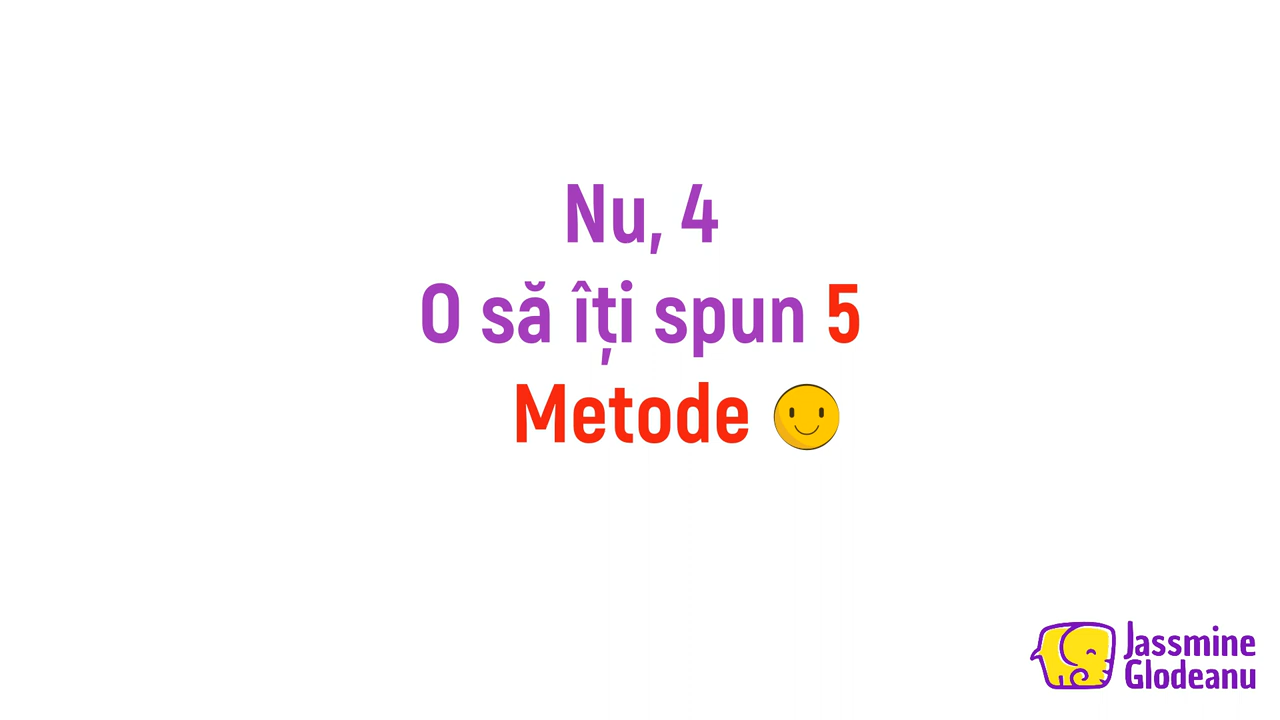 Nu, 4
O să îți spun 5
Metode
Jassmine
Glodeanu